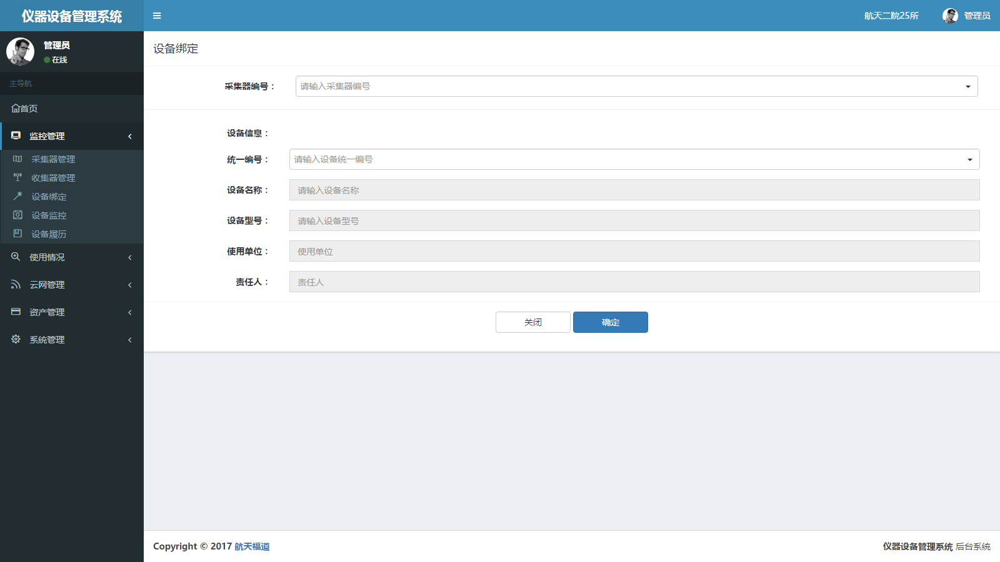 仪器设备管理系统
航天二院25所
管理员
管理员
在线
主导航
首页
监控管理
采集器管理
收集器管理
设备绑定
设备监控
设备履历
使用情况
云网管理
资产管理
系统管理
设备绑定
采集器编号：
请输入采集器编号
设备信息：
统一编号：
请输入设备统一编号
设备名称：
请输入设备名称
设备型号：
请输入设备型号
使用单位：
使用单位
责任人：
责任人
关闭
确定
Copyright © 2017 航天福道
仪器设备管理系统 后台系统